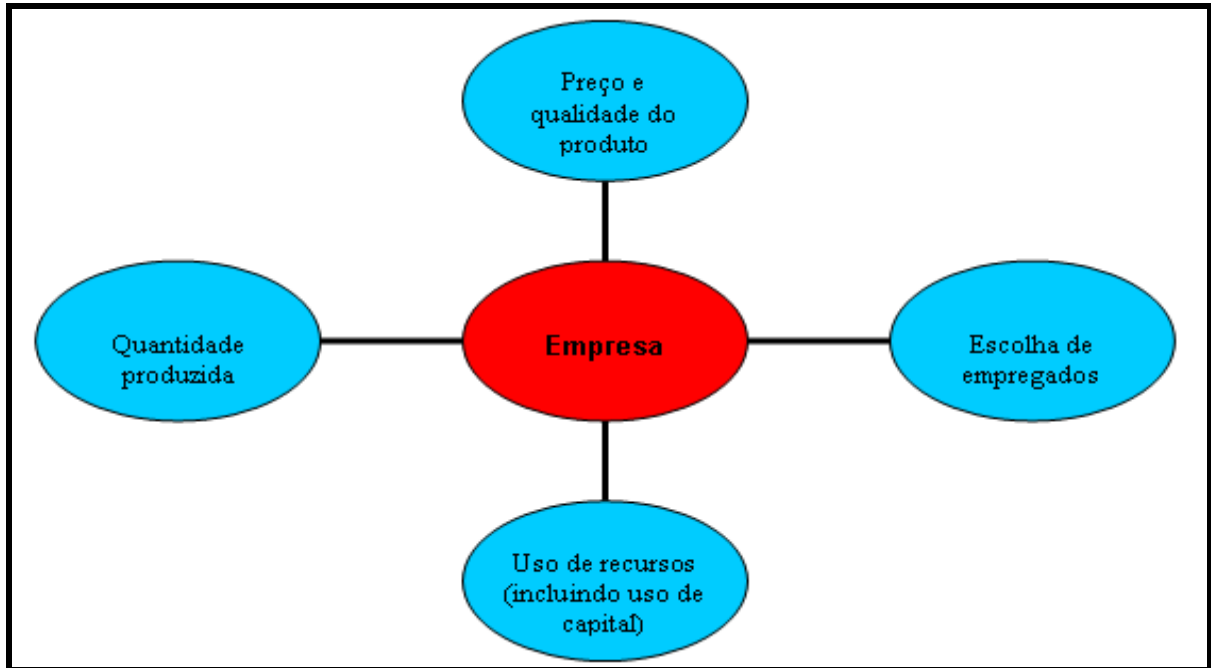 Preço e
qualidade do
produto
Quantidade
produzida
Empresa
Escolha de
empregados
Uso de recursos
(incluindo uso de
capital)